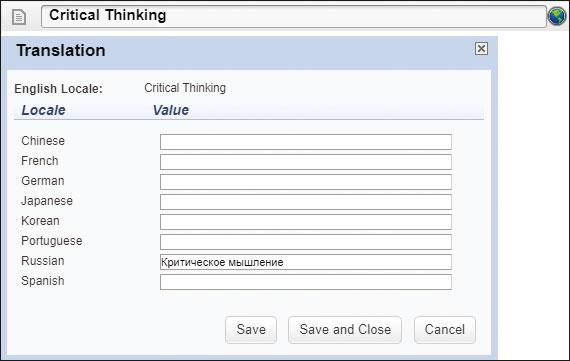 Critical Thinking
Translation
English Locale: Critical Thinking
Locale Value
Chinese
French
German
Japanese
Korean
Portuguese
Russian Критическое мышление
Spanish
Save Save and Close Cancel